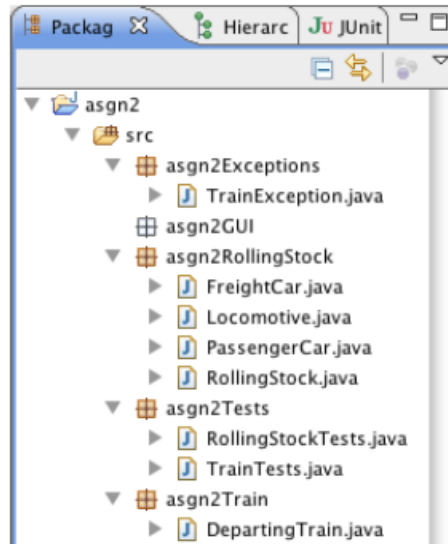 Packag Hierarc JU JUnit
asgn2
src
asgn2Exceptions
TrainException.java
asgn2GUI
asgn2RollingStock
FreightCar.java
Locomotive.java
PassengerCar.java
RollingStock.java
asgn2Tests
RollingStockTests.java
TrainTests.java
asgn2Train
DepartingTrain.java